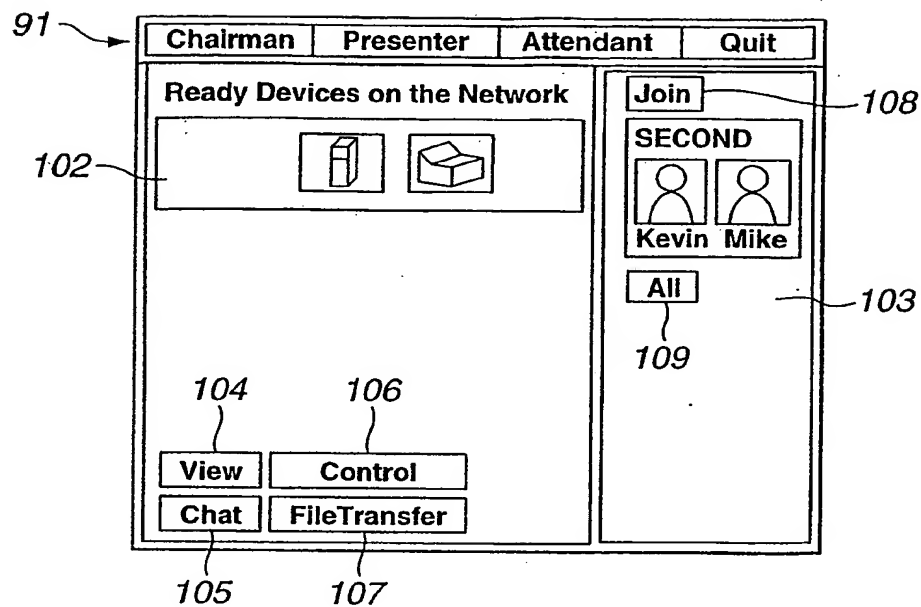 91
Chairman Presenter Attendant Quit
Ready Devices on the Network
Join
108
102
SECOND
Kevin Mike
All
103
109
104
106
View Control
Chat FileTransfer
105
107